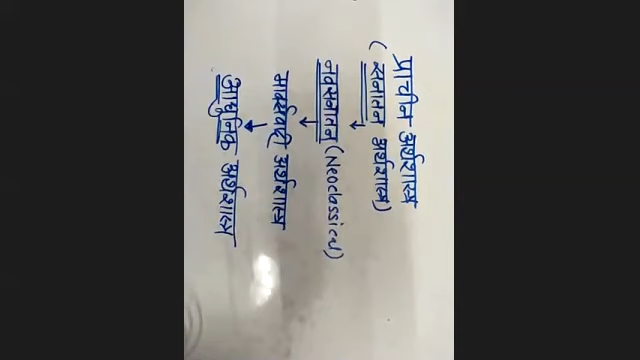 प्राचीन अर्थशास्त्र
( सनातन अर्थशास्त्र)
नवसनातन (Neoclassical)
मार्क्सवादी अर्थशास्त्र
आधुनिक अर्थशास्त्र